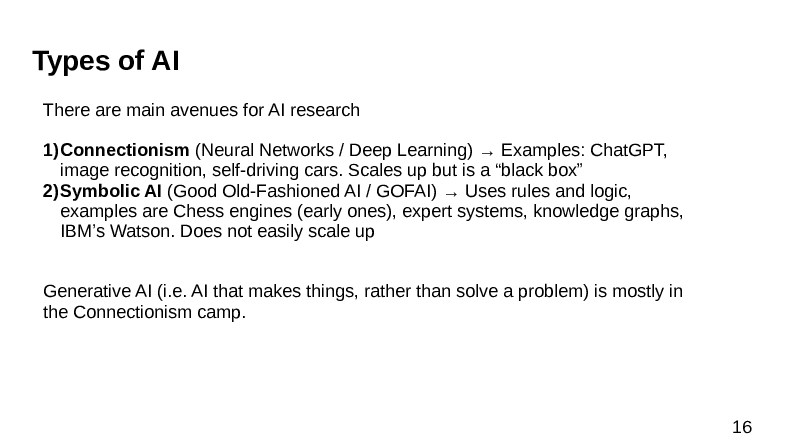 Types of AI
There are main avenues for AI research
1)Connectionism (Neural Networks / Deep Learning) → Examples: ChatGPT,
image recognition, self-driving cars. Scales up but is a “black box”
2)Symbolic AI (Good Old-Fashioned AI / GOFAI) → Uses rules and logic,
examples are Chess engines (early ones), expert systems, knowledge graphs,
IBM’s Watson. Does not easily scale up
Generative AI (i.e. AI that makes things, rather than solve a problem) is mostly in
the Connectionism camp.
16